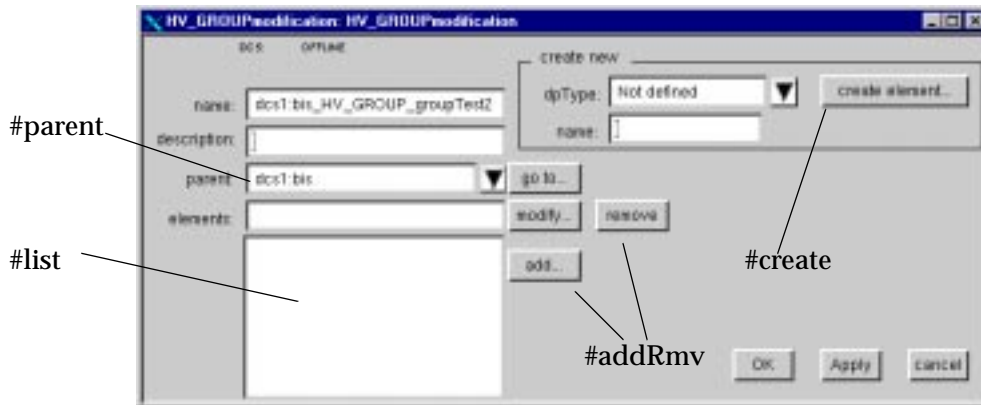 HV_GROUPmodification: HV_GROUPmodification
DCS OFFLINE
create new
dpType: Not defined create element...
name: dcs1:bis_HV_GROUP_groupTest2
name:
#parent
description:
parent: dcs1:bis go to...
elements: modify... remove
#list
add...
#create
#addRmv
OK Apply cancel